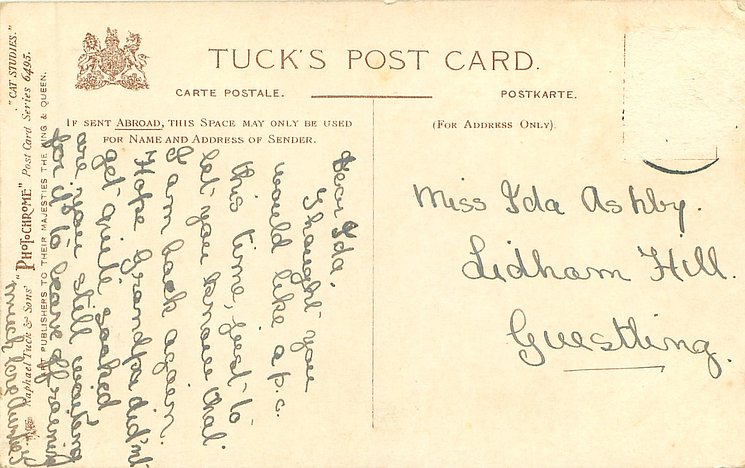 TUCK'S POST CARD.
CARTE POSTALE.
POSTKARTE.
IF SENT ABROAD, THIS SPACE MAY ONLY BE USED
FOR NAME AND ADDRESS OF SENDER.
(FOR ADDRESS ONLY).
Miss Ida Ashby.
Lidham Hill.
Guestling.
Dear Ida.
Thought you
would like a p.c.
this time, just to
let you know that
I am back again.
Hope Grandpa did'nt
get quite soaked
are you still waiting
for it to leave off raining
much love
"CAT STUDIES."
"PHOTOCHROME" Post Card Series 6495.
Raphael Tuck & Sons'
ART PUBLISHERS TO THEIR MAJESTIES THE KING & QUEEN.